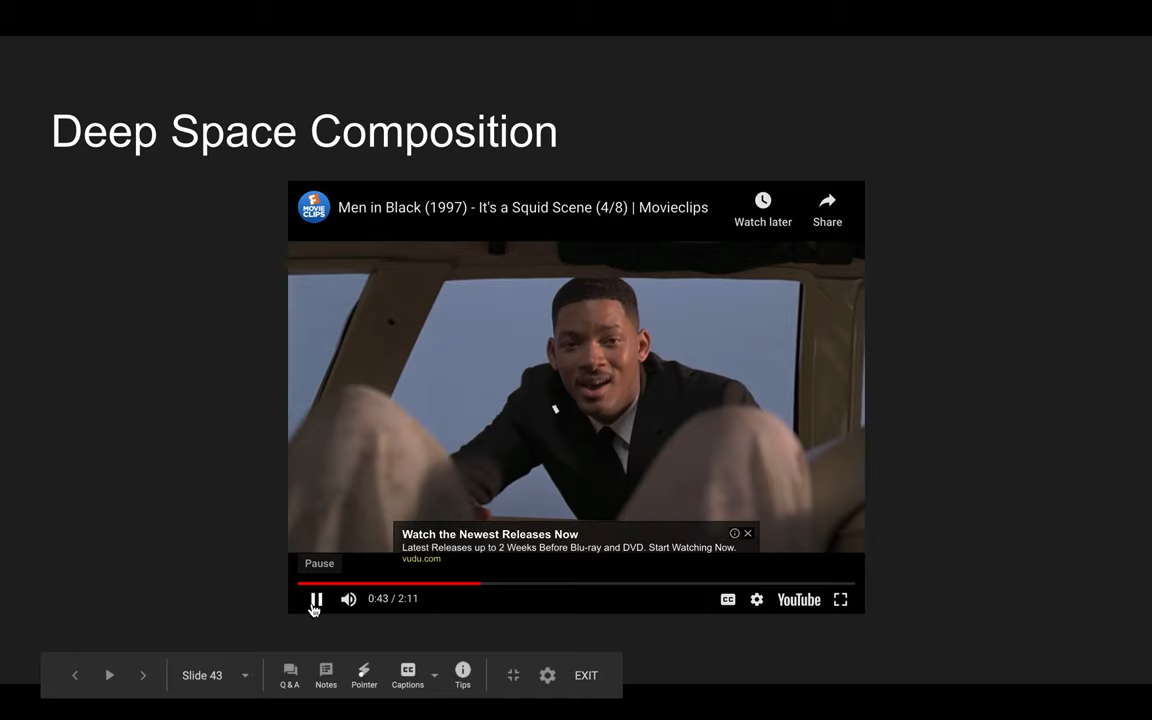 Deep Space Composition
MOVIE
CLIPS
Men in Black (1997) - It's a Squid Scene (4/8) | Movieclips
Watch later
Share
Watch the Newest Releases Now
Latest Releases up to 2 Weeks Before Blu-ray and DVD. Start Watching Now.
vudu.com
Pause
0:43 / 2:11
CC
YouTube
Slide 43
Q & A
Notes
Pointer
CC
Captions
Tips
EXIT